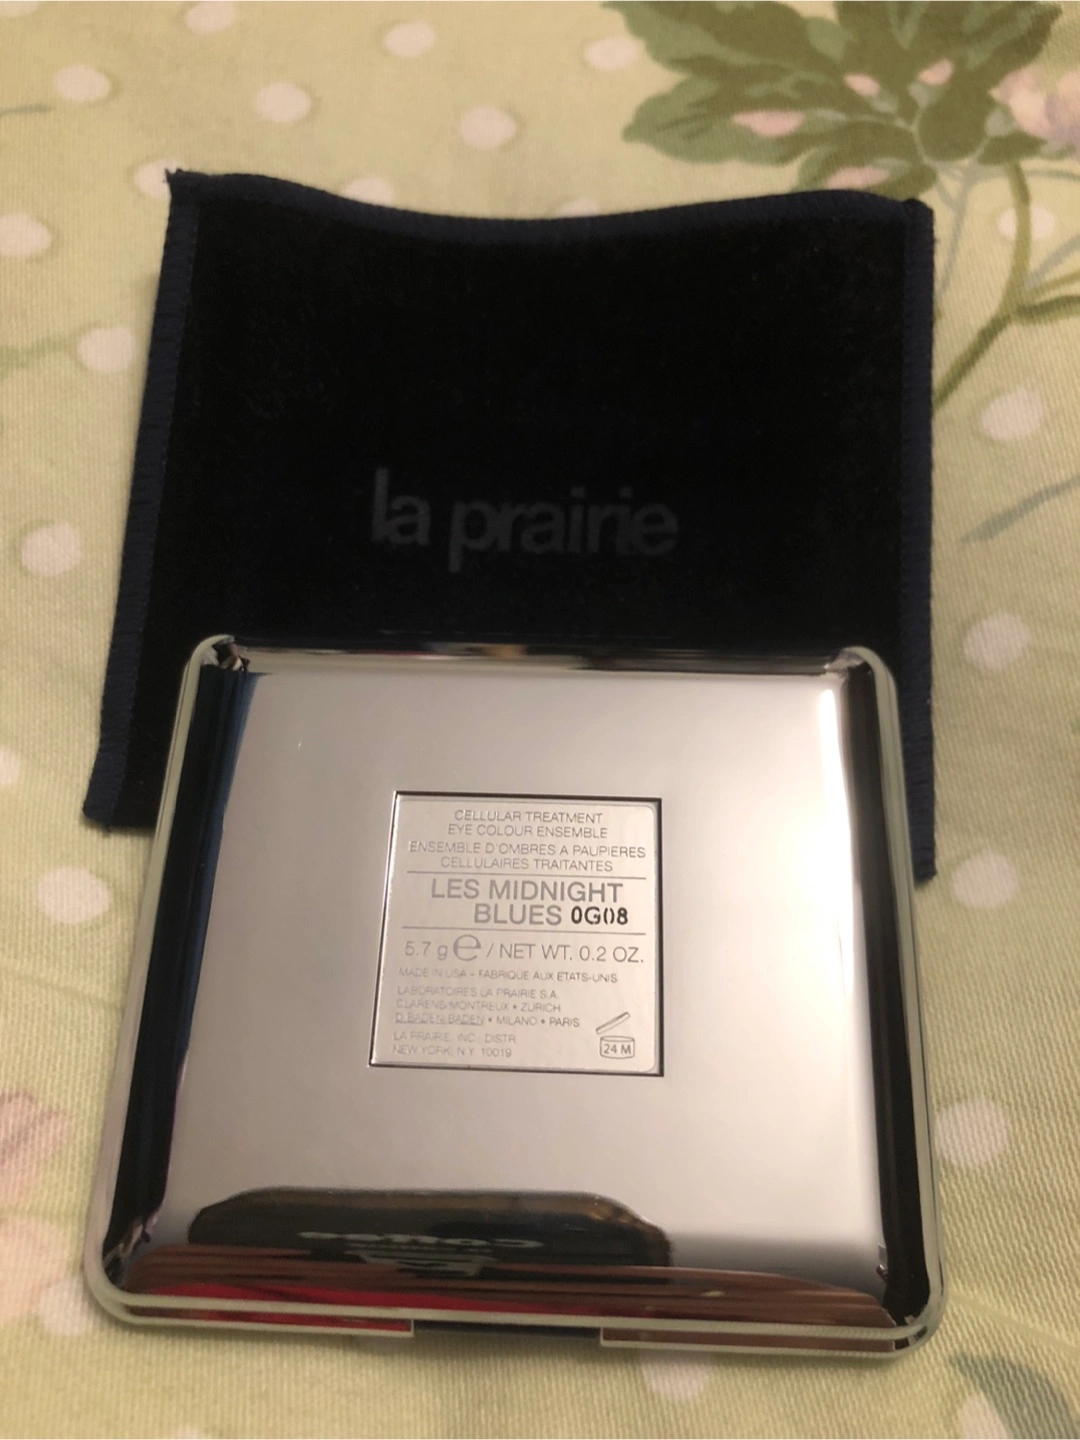 la prairie
CELLULAR TREATMENT
EYE COLOUR ENSEMBLE
ENSEMBLE D'OMBRES A PAUPIERES
CELLULAIRES TRAITANTES
LES MIDNIGHT
BLUES 0G08
5.7 g ℮ / NET WT. 0.2 OZ.
MADE IN USA - FABRIQUE AUX ETATS-UNIS
LABORATOIRES LA PRAIRIE S.A.
CLARENS/MONTREUX • ZURICH
D BADEN-BADEN • MILANO • PARIS
LA PRAIRIE, INC., DISTR.
NEW YORK, N.Y. 10019
24 M